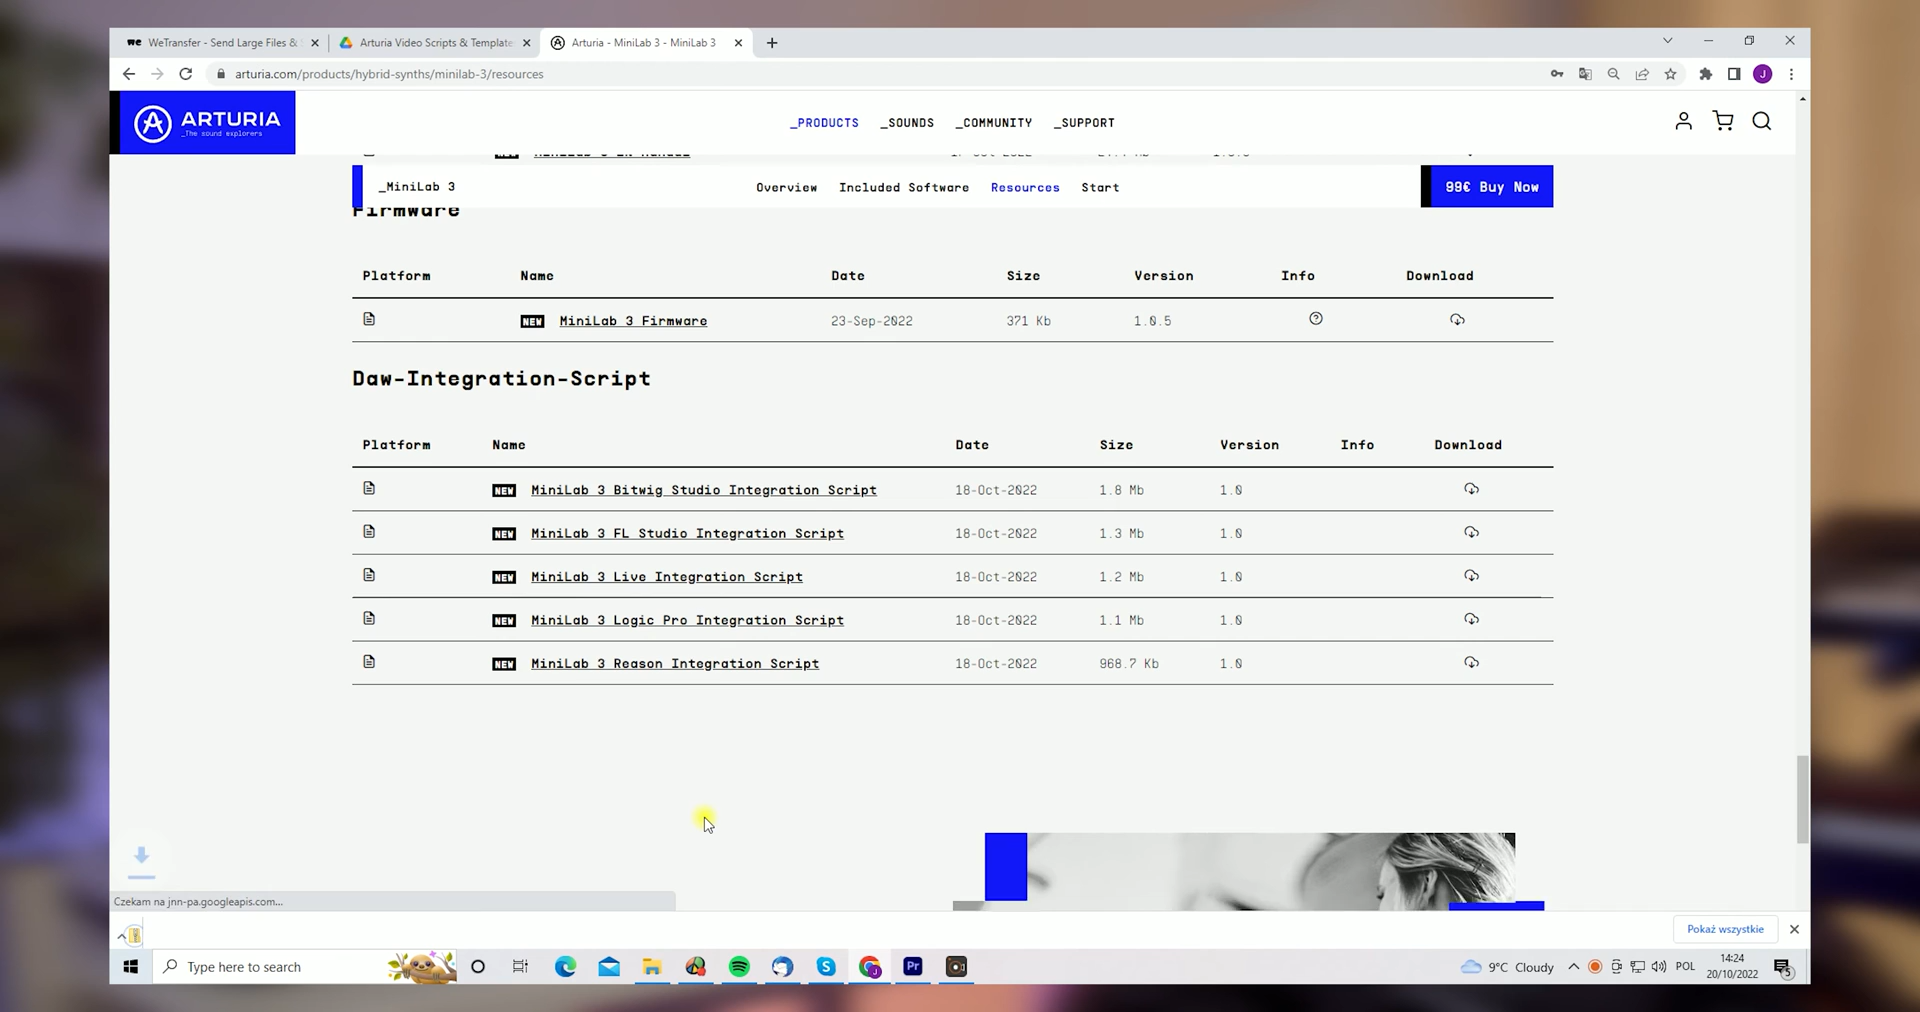 WeTransfer - Send Large Files &
Arturia Video Scripts & Template
Arturia - MiniLab 3 - MiniLab 3
arturia.com/products/hybrid-synths/minilab-3/resources
J
ARTURIA
_The sound explorers
_PRODUCTS _SOUNDS _COMMUNITY _SUPPORT
_MiniLab 3
Overview Included Software Resources Start
99€ Buy Now
Firmware
Platform Name Date Size Version Info Download
NEW MiniLab 3 Firmware 23-Sep-2022 371 Kb 1.0.5
Daw-Integration-Script
Platform Name Date Size Version Info Download
NEW MiniLab 3 Bitwig Studio Integration Script 18-Oct-2022 1.8 Mb 1.0
NEW MiniLab 3 FL Studio Integration Script 18-Oct-2022 1.3 Mb 1.0
NEW MiniLab 3 Live Integration Script 18-Oct-2022 1.2 Mb 1.0
NEW MiniLab 3 Logic Pro Integration Script 18-Oct-2022 1.1 Mb 1.0
NEW MiniLab 3 Reason Integration Script 18-Oct-2022 968.7 Kb 1.0
Czekam na jnn-pa.googleapis.com...
Pokaż wszystkie
Type here to search
Pr
9°C Cloudy
POL
14:24
20/10/2022
5